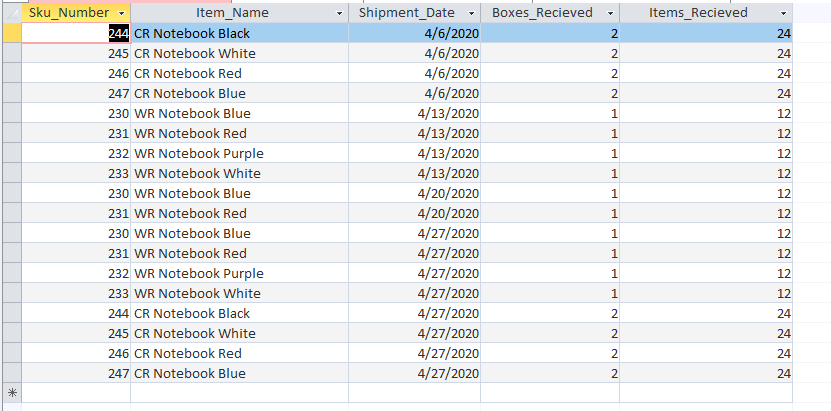 Sku_Number Item_Name Shipment_Date Boxes_Recieved Items_Recieved
244 CR Notebook Black 4/6/2020 2 24
245 CR Notebook White 4/6/2020 2 24
246 CR Notebook Red 4/6/2020 2 24
247 CR Notebook Blue 4/6/2020 2 24
230 WR Notebook Blue 4/13/2020 1 12
231 WR Notebook Red 4/13/2020 1 12
232 WR Notebook Purple 4/13/2020 1 12
233 WR Notebook White 4/13/2020 1 12
230 WR Notebook Blue 4/20/2020 1 12
231 WR Notebook Red 4/20/2020 1 12
230 WR Notebook Blue 4/27/2020 1 12
231 WR Notebook Red 4/27/2020 1 12
232 WR Notebook Purple 4/27/2020 1 12
233 WR Notebook White 4/27/2020 1 12
244 CR Notebook Black 4/27/2020 2 24
245 CR Notebook White 4/27/2020 2 24
246 CR Notebook Red 4/27/2020 2 24
247 CR Notebook Blue 4/27/2020 2 24